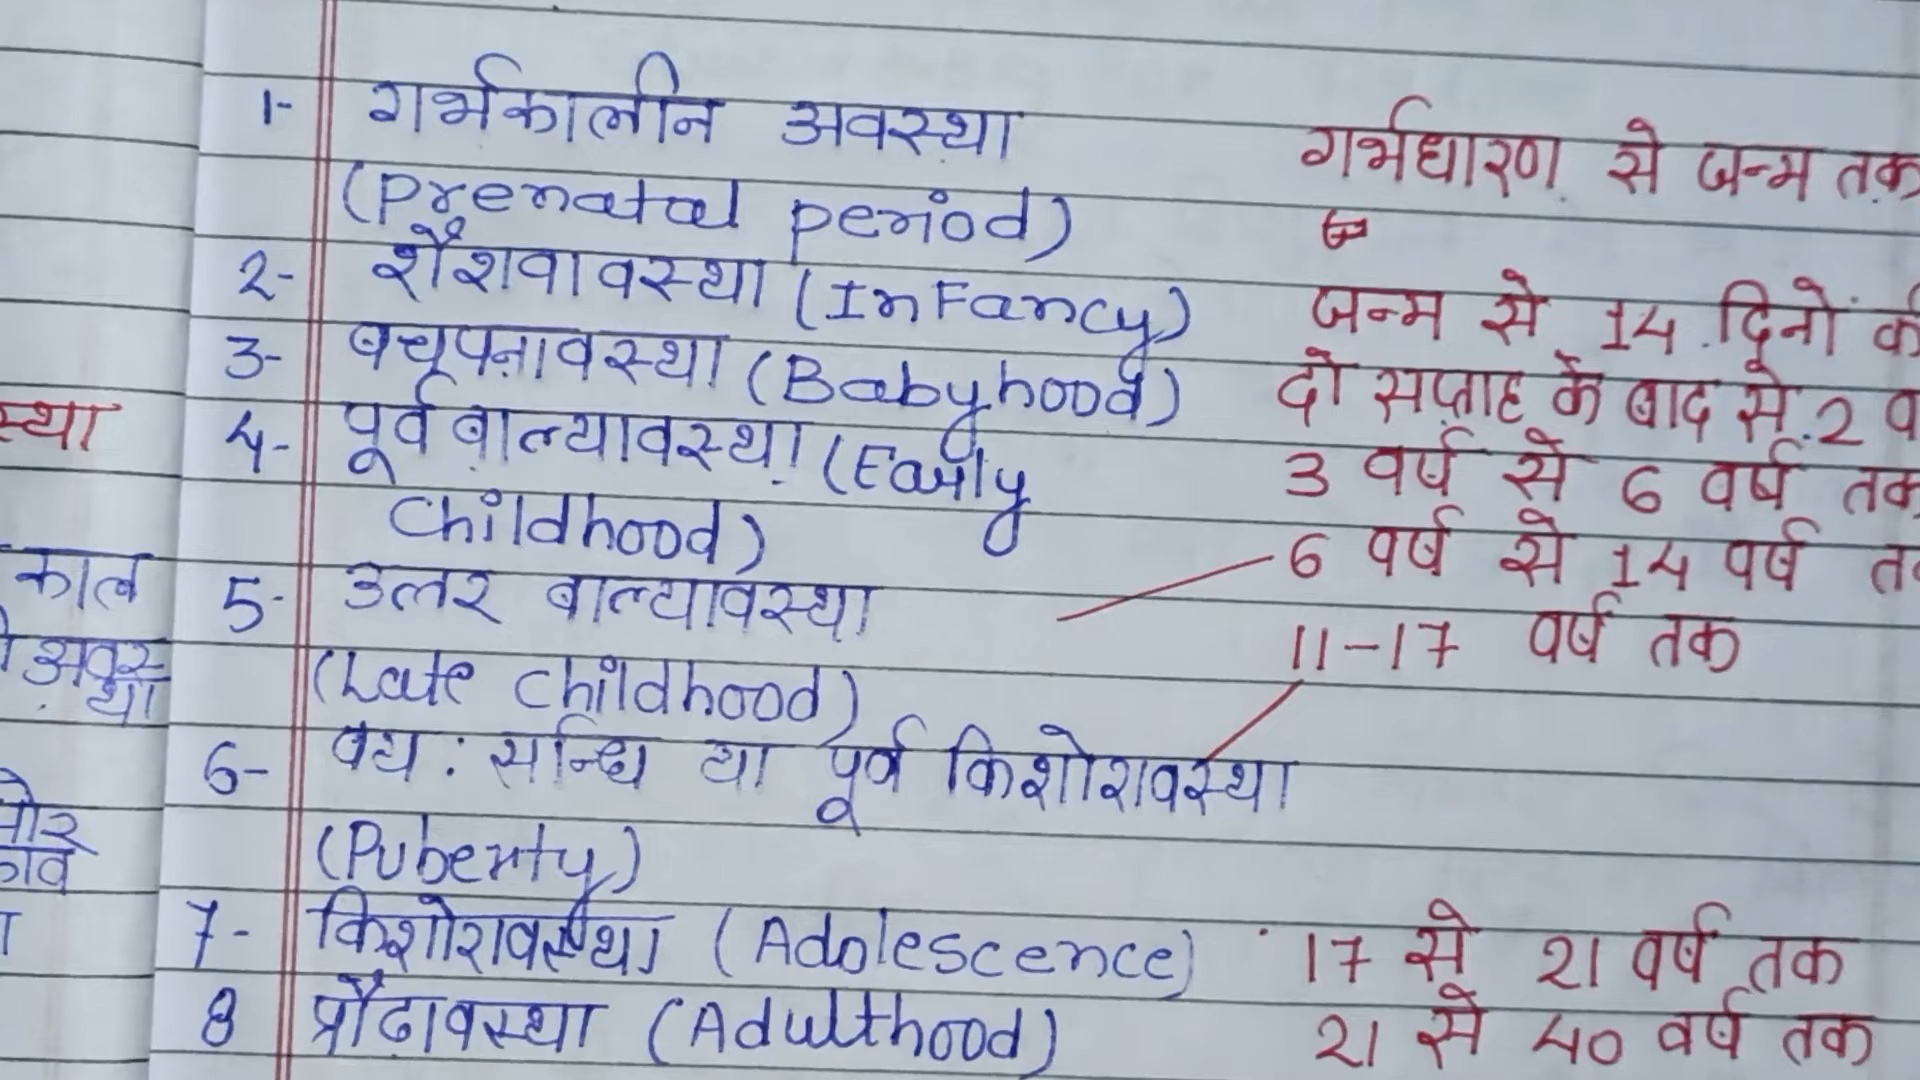 1- गर्भकालीन अवस्था गर्भधारण से जन्म तक
(Prenatal period)
2- शैशवावस्था (Infancy) जन्म से 14 दिनों की
3- बचपनावस्था (Babyhood) दो सप्ताह के बाद से 2 व
4- पूर्व बाल्यावस्था (Early 3 वर्ष से 6 वर्ष तक
Childhood) 6 वर्ष से 14 वर्ष त
5- उत्तर बाल्यावस्था 11-17 वर्ष तक
(Late Childhood)
6- वय: सन्धि या पूर्व किशोरावस्था
(Puberty)
7- किशोरावस्था (Adolescence) 17 से 21 वर्ष तक
8 प्रौढावस्था (Adulthood) 21 से 40 वर्ष तक
स्था
काल
अवस्था